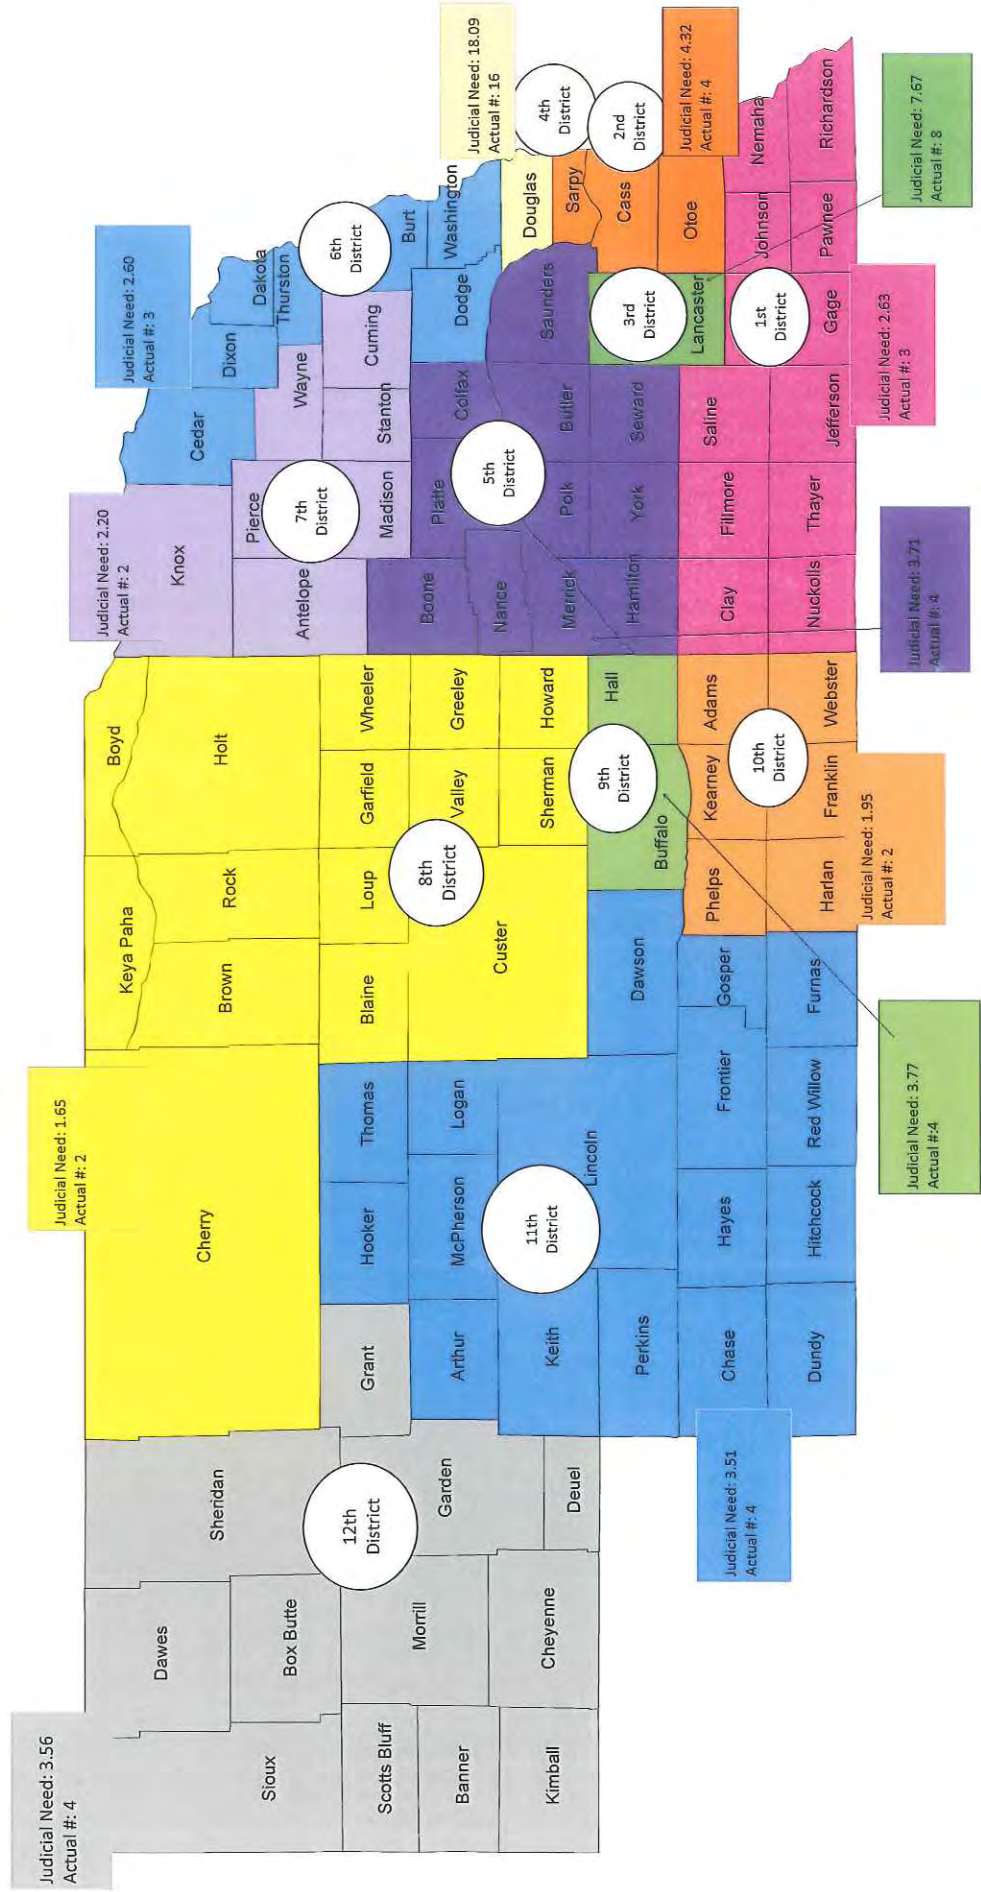 Judicial Need: 3.56
Actual #: 4
Judicial Need: 1.65
Actual #: 2
Judicial Need: 2.20
Actual #: 2
Judicial Need: 2.60
Actual #: 3
Judicial Need: 18.09
Actual #: 16
Sioux
Dawes
Sheridan
Box Butte
Scotts Bluff
Banner
Kimball
Morrill
Cheyenne
Garden
Deuel
Grant
12th
District
Cherry
Keya Paha
Boyd
Brown
Rock
Holt
Blaine
Loup
Garfield
Wheeler
Custer
Valley
Greeley
Sherman
Howard
8th
District
Hooker
Thomas
Arthur
McPherson
Logan
Keith
Lincoln
Perkins
Dawson
Chase
Hayes
Frontier
Gosper
Dundy
Hitchcock
Red Willow
Furnas
11th
District
Buffalo
Hall
9th
District
Phelps
Kearney
Adams
Harlan
Franklin
Webster
10th
District
Knox
Antelope
Pierce
Madison
Wayne
Stanton
Cuming
7th
District
Cedar
Dixon
Dakota
Thurston
Burt
Dodge
Washington
6th
District
Boone
Nance
Platte
Colfax
Merrick
Polk
Butler
Saunders
Hamilton
York
Seward
5th
District
Douglas
4th
District
Sarpy
Cass
Otoe
2nd
District
Lancaster
3rd
District
Clay
Fillmore
Saline
Nuckolls
Thayer
Jefferson
Gage
Johnson
Nemaha
Pawnee
Richardson
1st
District
Judicial Need: 3.51
Actual #: 4
Judicial Need: 3.77
Actual #:4
Judicial Need: 1.95
Actual #: 2
Judicial Need: 3.71
Actual #: 4
Judicial Need: 2.63
Actual #: 3
Judicial Need: 4.32
Actual #: 4
Judicial Need: 7.67
Actual #: 8